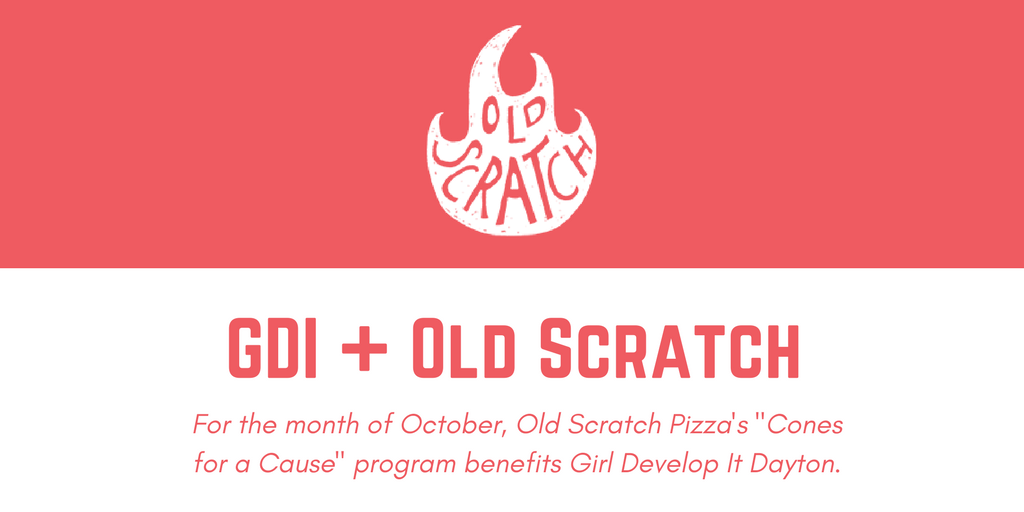 OLD
SCRATCH
GDI + Old Scratch
For the month of October, Old Scratch Pizza's "Cones
for a Cause" program benefits Girl Develop It Dayton.